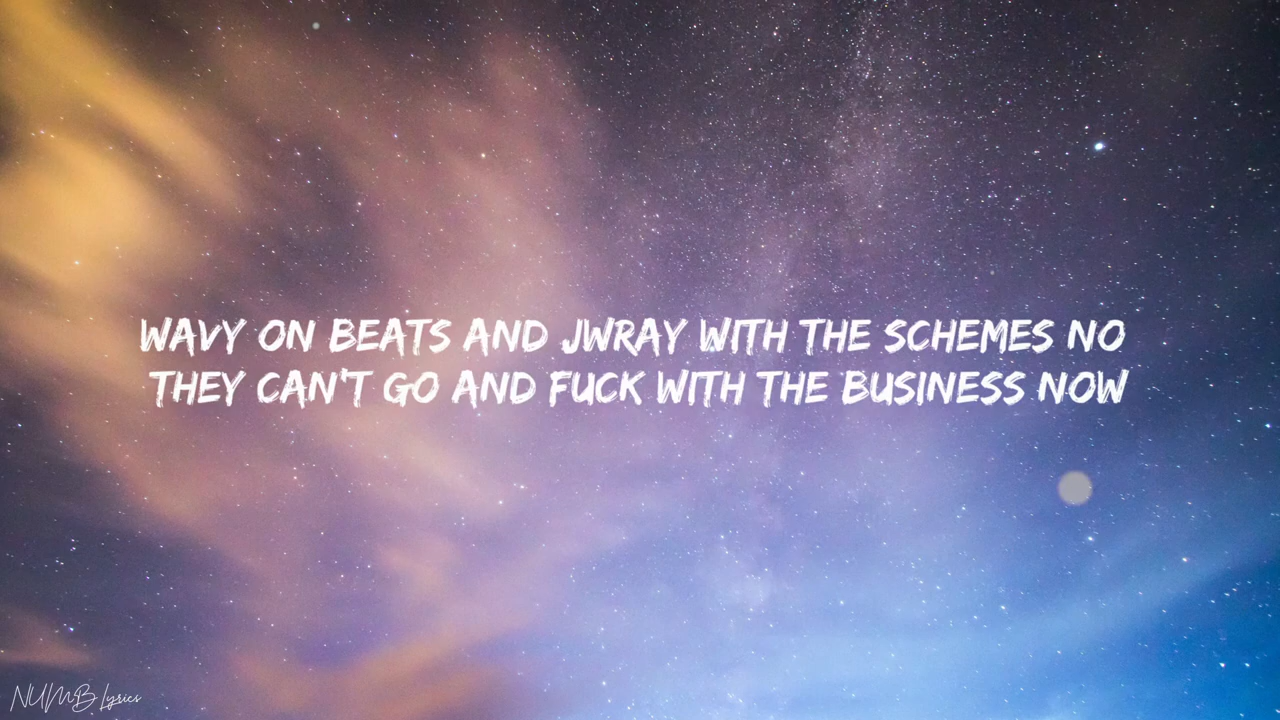 WAVY ON BEATS AND JWRAY WITH THE SCHEMES NO
THEY CAN'T GO AND FUCK WITH THE BUSINESS NOW
NUMB Lyrics